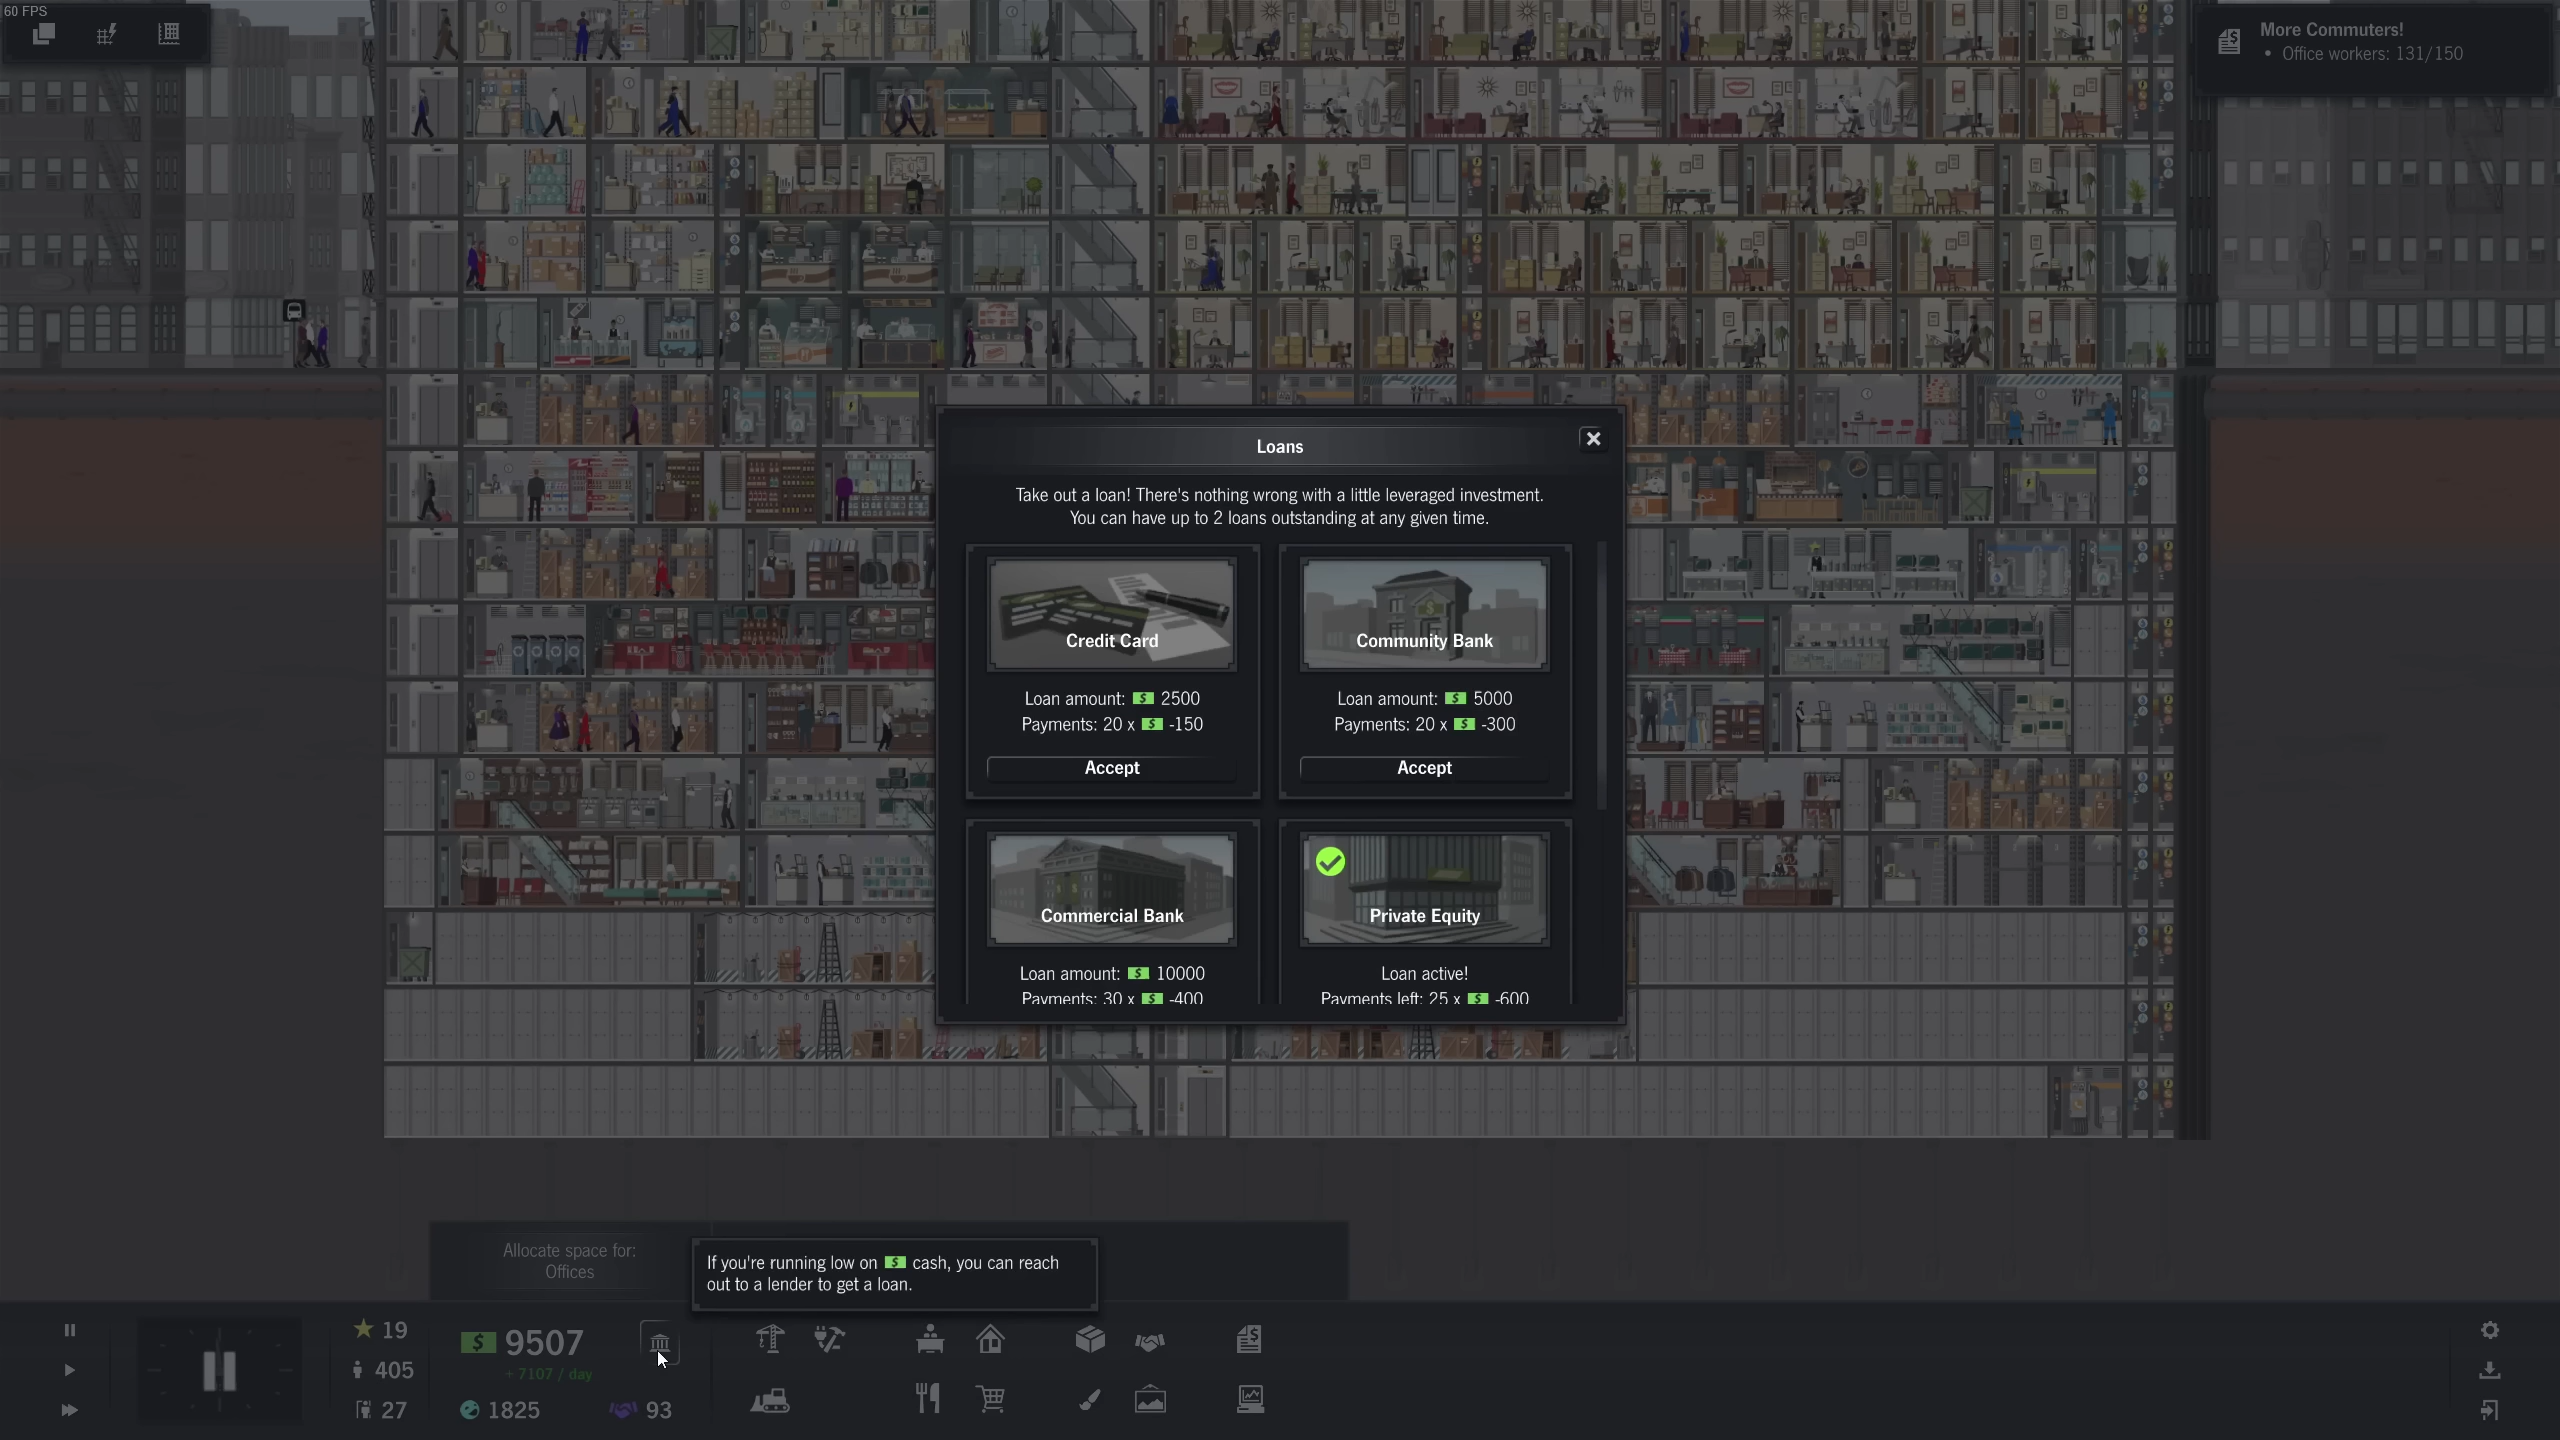 60 FPS
More Commuters!
• Office workers: 131/150
Loans
Take out a loan! There's nothing wrong with a little leveraged investment.
You can have up to 2 loans outstanding at any given time.
Credit Card
Loan amount: $ 2500
Payments: 20 x $ -150
Accept
Community Bank
Loan amount: $ 5000
Payments: 20 x $ -300
Accept
Commercial Bank
Loan amount: $ 10000
Payments: 30 x $ -400
Private Equity
Loan active!
Payments left: 25 x $ -600
Allocate space for:
Offices
If you're running low on $ cash, you can reach
out to a lender to get a loan.
19
405
27
$ 9507
+ 7107 / day
1825
93